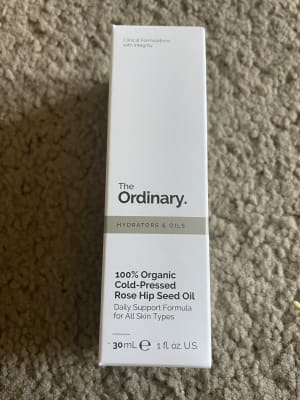 Clinical Formulations
with Integrity.
The
Ordinary.
HYDRATORS & OILS
100% Organic
Cold-Pressed
Rose Hip Seed Oil
Daily Support Formula
for All Skin Types
30mL ℮ 1 fl. oz. U.S.